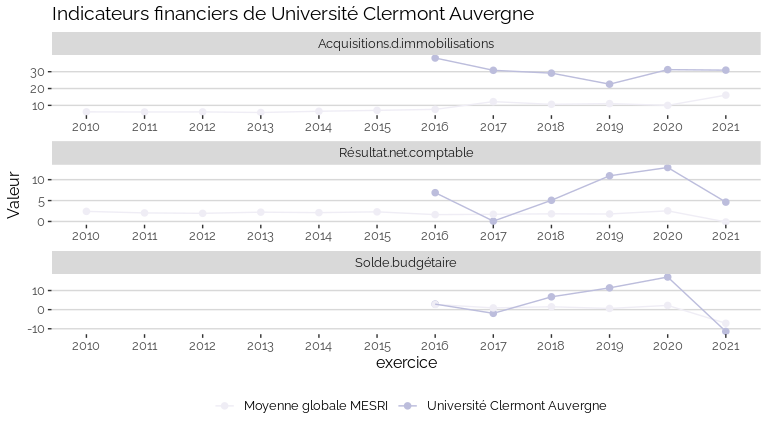 Indicateurs financiers de Université Clermont Auvergne
Acquisitions.d.immobilisations
30
20
10
2010 2011 2012 2013 2014 2015 2016 2017 2018 2019 2020 2021
Résultat.net.comptable
10
5
0
2010 2011 2012 2013 2014 2015 2016 2017 2018 2019 2020 2021
Valeur
Solde.budgétaire
10
0
-10
2010 2011 2012 2013 2014 2015 2016 2017 2018 2019 2020 2021
exercice
Moyenne globale MESRI Université Clermont Auvergne